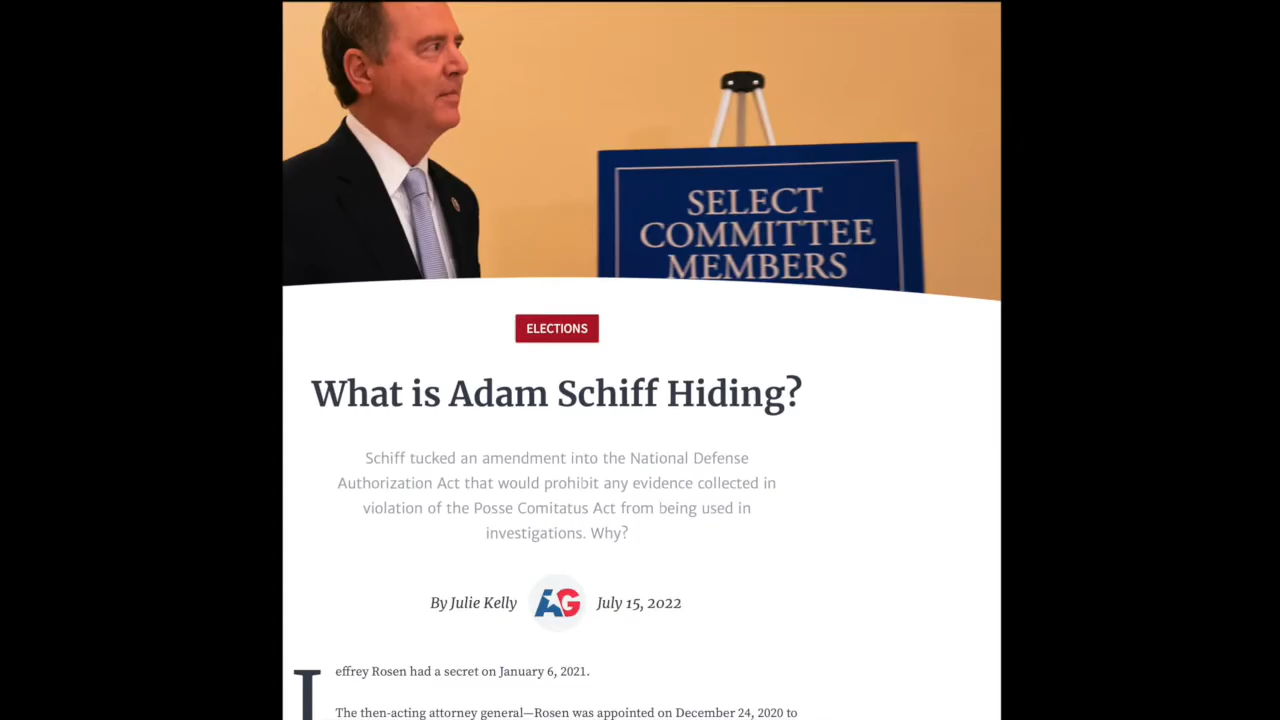 SELECT
COMMITTEE
MEMBERS
ELECTIONS
What is Adam Schiff Hiding?
Schiff tucked an amendment into the National Defense
Authorization Act that would prohibit any evidence collected in
violation of the Posse Comitatus Act from being used in
investigations. Why?
By Julie Kelly AG July 15, 2022
Jeffrey Rosen had a secret on January 6, 2021.
The then-acting attorney general—Rosen was appointed on December 24, 2020 to